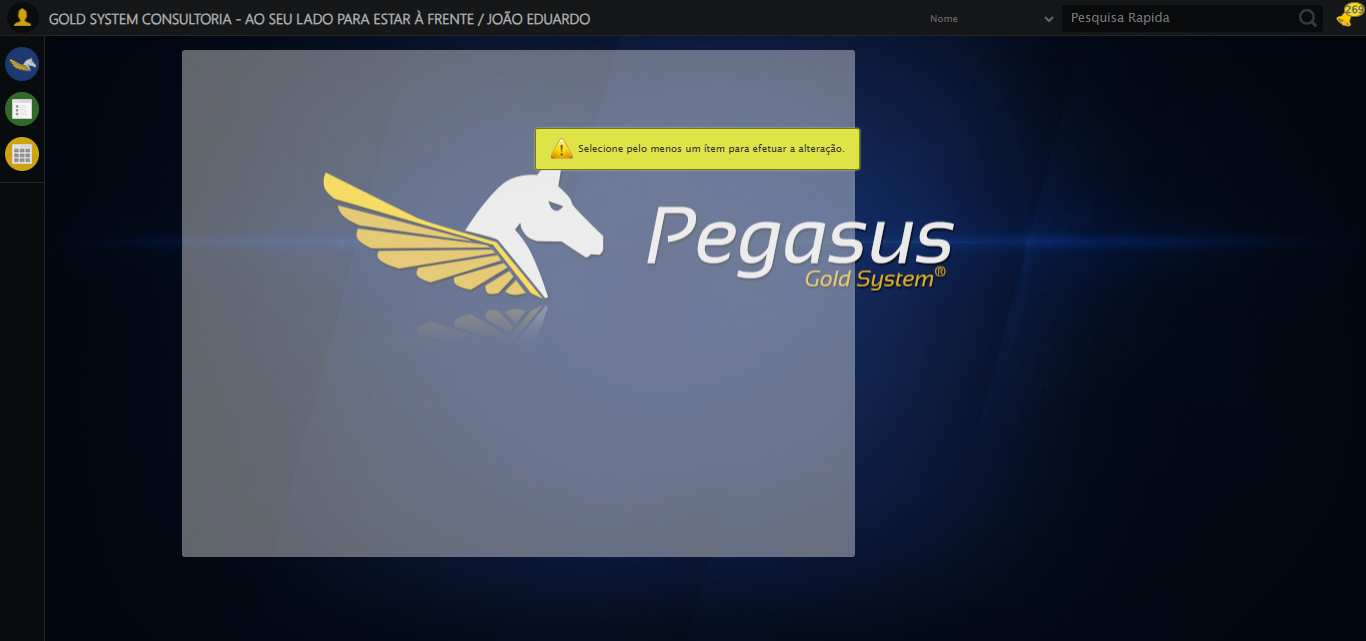 GOLD SYSTEM CONSULTORIA - AO SEU LADO PARA ESTAR À FRENTE / JOÃO EDUARDO
Nome
Pesquisa Rapida
269
Selecione pelo menos um ítem para efetuar a alteração.
Pegasus
Gold System®